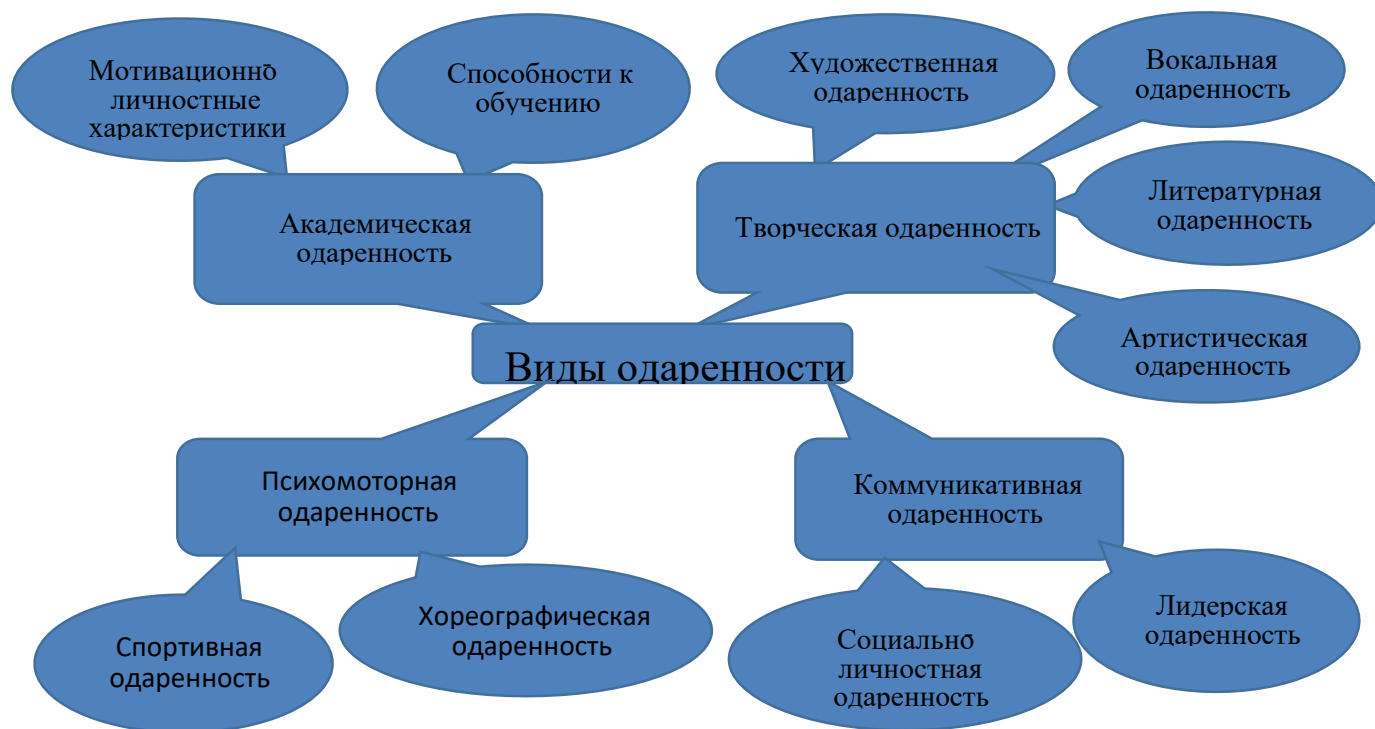 Мотивационно-
личностные
характеристики
Способности к
обучению
Художественная
одаренность
Вокальная
одаренность
Академическая
одаренность
Творческая одаренность
Литературная
одаренность
Артистическая
одаренность
Виды одаренности
Психомоторная
одаренность
Коммуникативная
одаренность
Спортивная
одаренность
Хореографическая
одаренность
Социально-
личностная
одаренность
Лидерская
одаренность